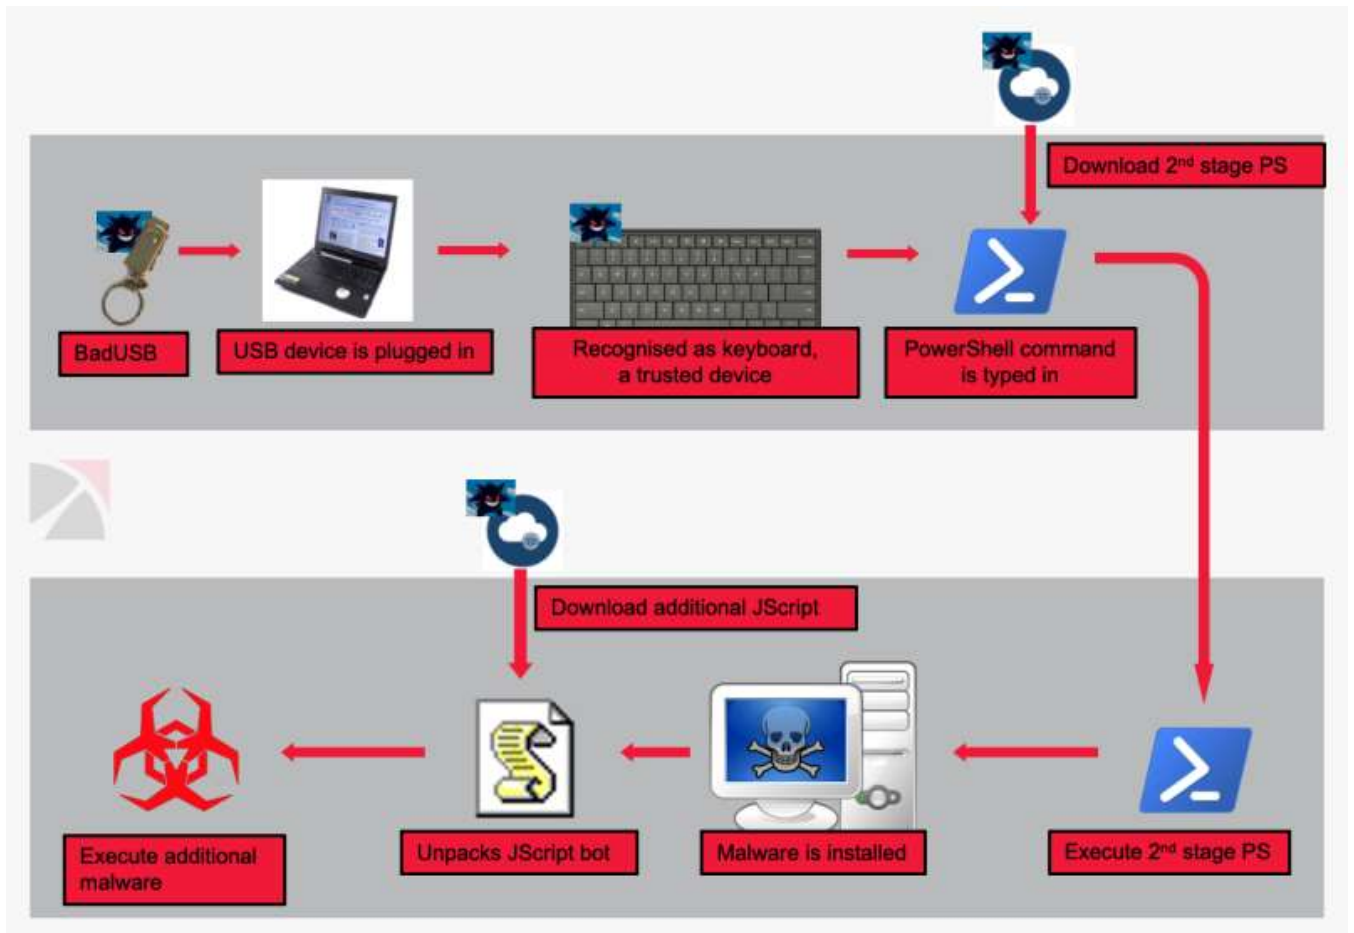 Download 2nd stage PS
BadUSB
USB device is plugged in
Recognised as keyboard,
a trusted device
PowerShell command
is typed in
Download additional JScript
Execute additional
malware
Unpacks JScript bot
Malware is installed
Execute 2nd stage PS